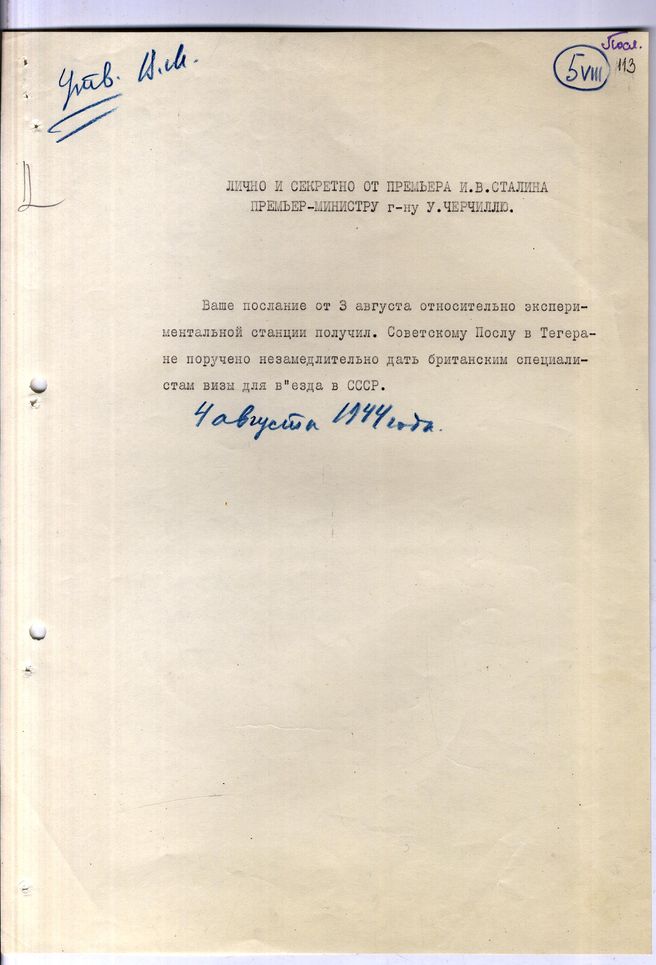 Посл.
5 VIII
113
Утв. В.М.
ЛИЧНО И СЕКРЕТНО ОТ ПРЕМЬЕРА И.В.СТАЛИНА
ПРЕМЬЕР-МИНИСТРУ г-ну У.ЧЕРЧИЛЛЮ.
Ваше послание от 3 августа относительно экспери-
ментальной станции получил. Советскому Послу в Тегера-
не поручено незамедлительно дать британским специали-
стам визы для в"езда в СССР.
4 августа 1944 года.